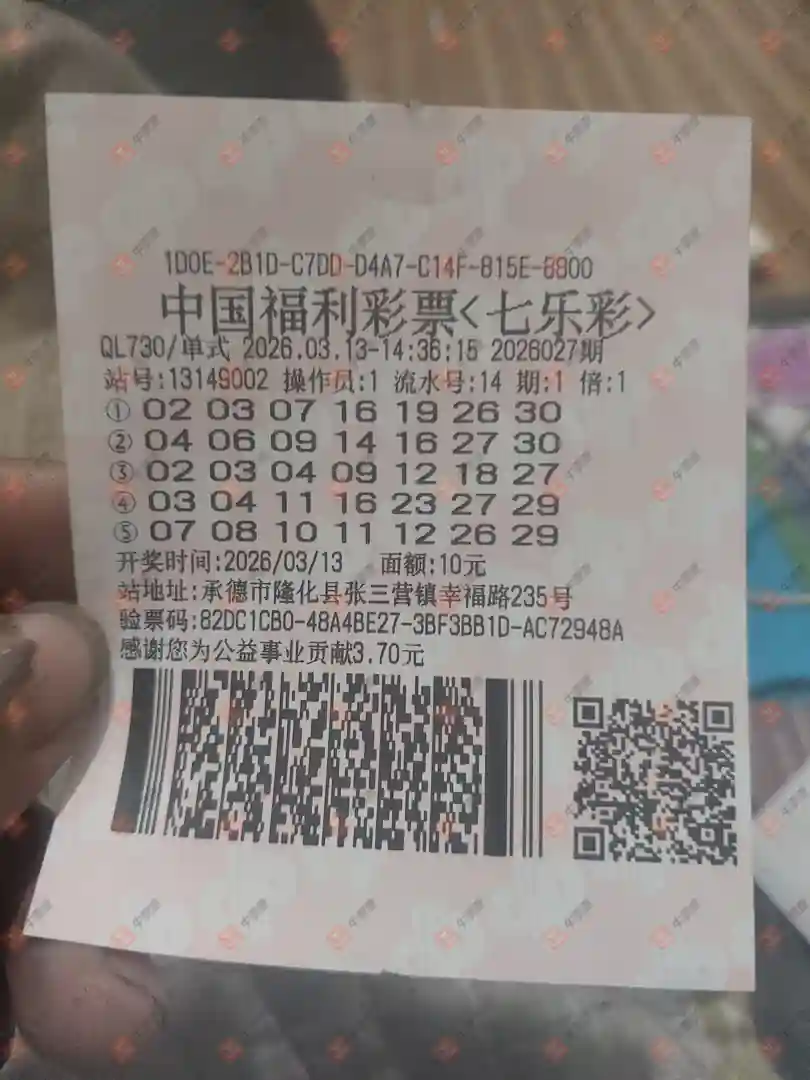 1D0E-2B1D-C7DD-D4A7-C14F-815E-8800
中国福利彩票<七乐彩>
QL730/单式 2026.03.13-14:36:15 2026027期
站号:13149002 操作员:1 流水号:14 期:1 倍:1
① 02 03 07 16 19 26 30
② 04 06 09 14 16 27 30
③ 02 03 04 09 12 18 27
④ 03 04 11 16 23 27 29
⑤ 07 08 10 11 12 26 29
开奖时间:2026/03/13 面额:10元
站地址:承德市隆化县张三营镇幸福路235号
验票码:82DC1CB0-48A4BE27-3BF3BB1D-AC72948A
感谢您为公益事业贡献3.70元